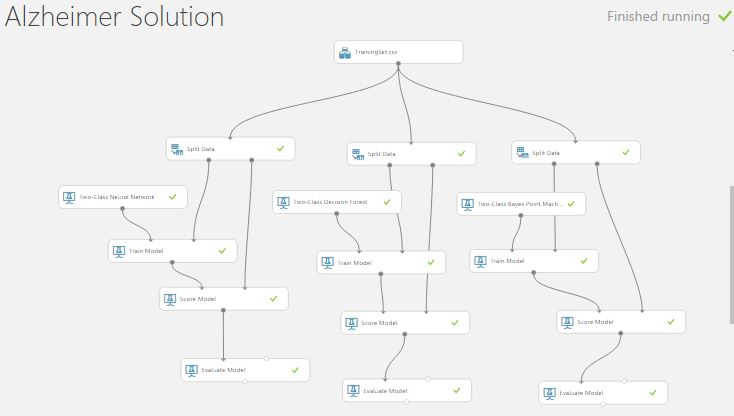 Alzheimer Solution
Finished running
TrainingSet.csv
Split Data
Split Data
Split Data
Two-Class Neural Network
Two-Class Decision Forest
Two-Class Bayes Point Mach...
Train Model
Train Model
Train Model
Score Model
Score Model
Score Model
Evaluate Model
Evaluate Model
Evaluate Model